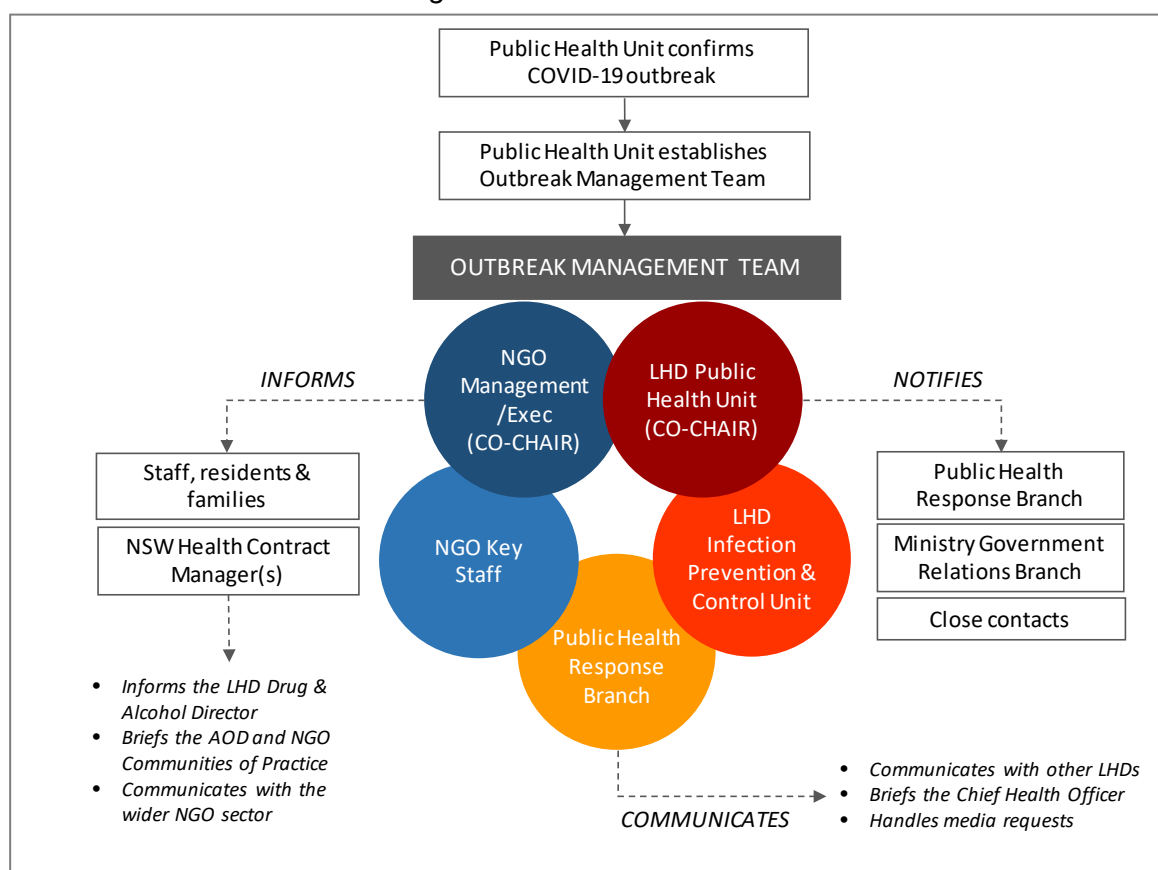 Public Health Unit confirms
COVID-19 outbreak
Public Health Unit establishes
Outbreak Management Team
OUTBREAK MANAGEMENT TEAM
NGO
Management
/Exec
(CO-CHAIR)
LHD Public
Health Unit
(CO-CHAIR)
INFORMS
NOTIFIES
Staff, residents &
families
NSW Health Contract
Manager(s)
NGO Key
Staff
LHD
Infection
Prevention &
Control Unit
Public Health
Response
Branch
Public Health
Response Branch
Ministry Government
Relations Branch
Close contacts
• Informs the LHD Drug &
Alcohol Director
• Briefs the AOD and NGO
Communities of Practice
• Communicates with the
wider NGO sector
COMMUNICATES
• Communicates with other LHDs
• Briefs the Chief Health Officer
• Handles media requests